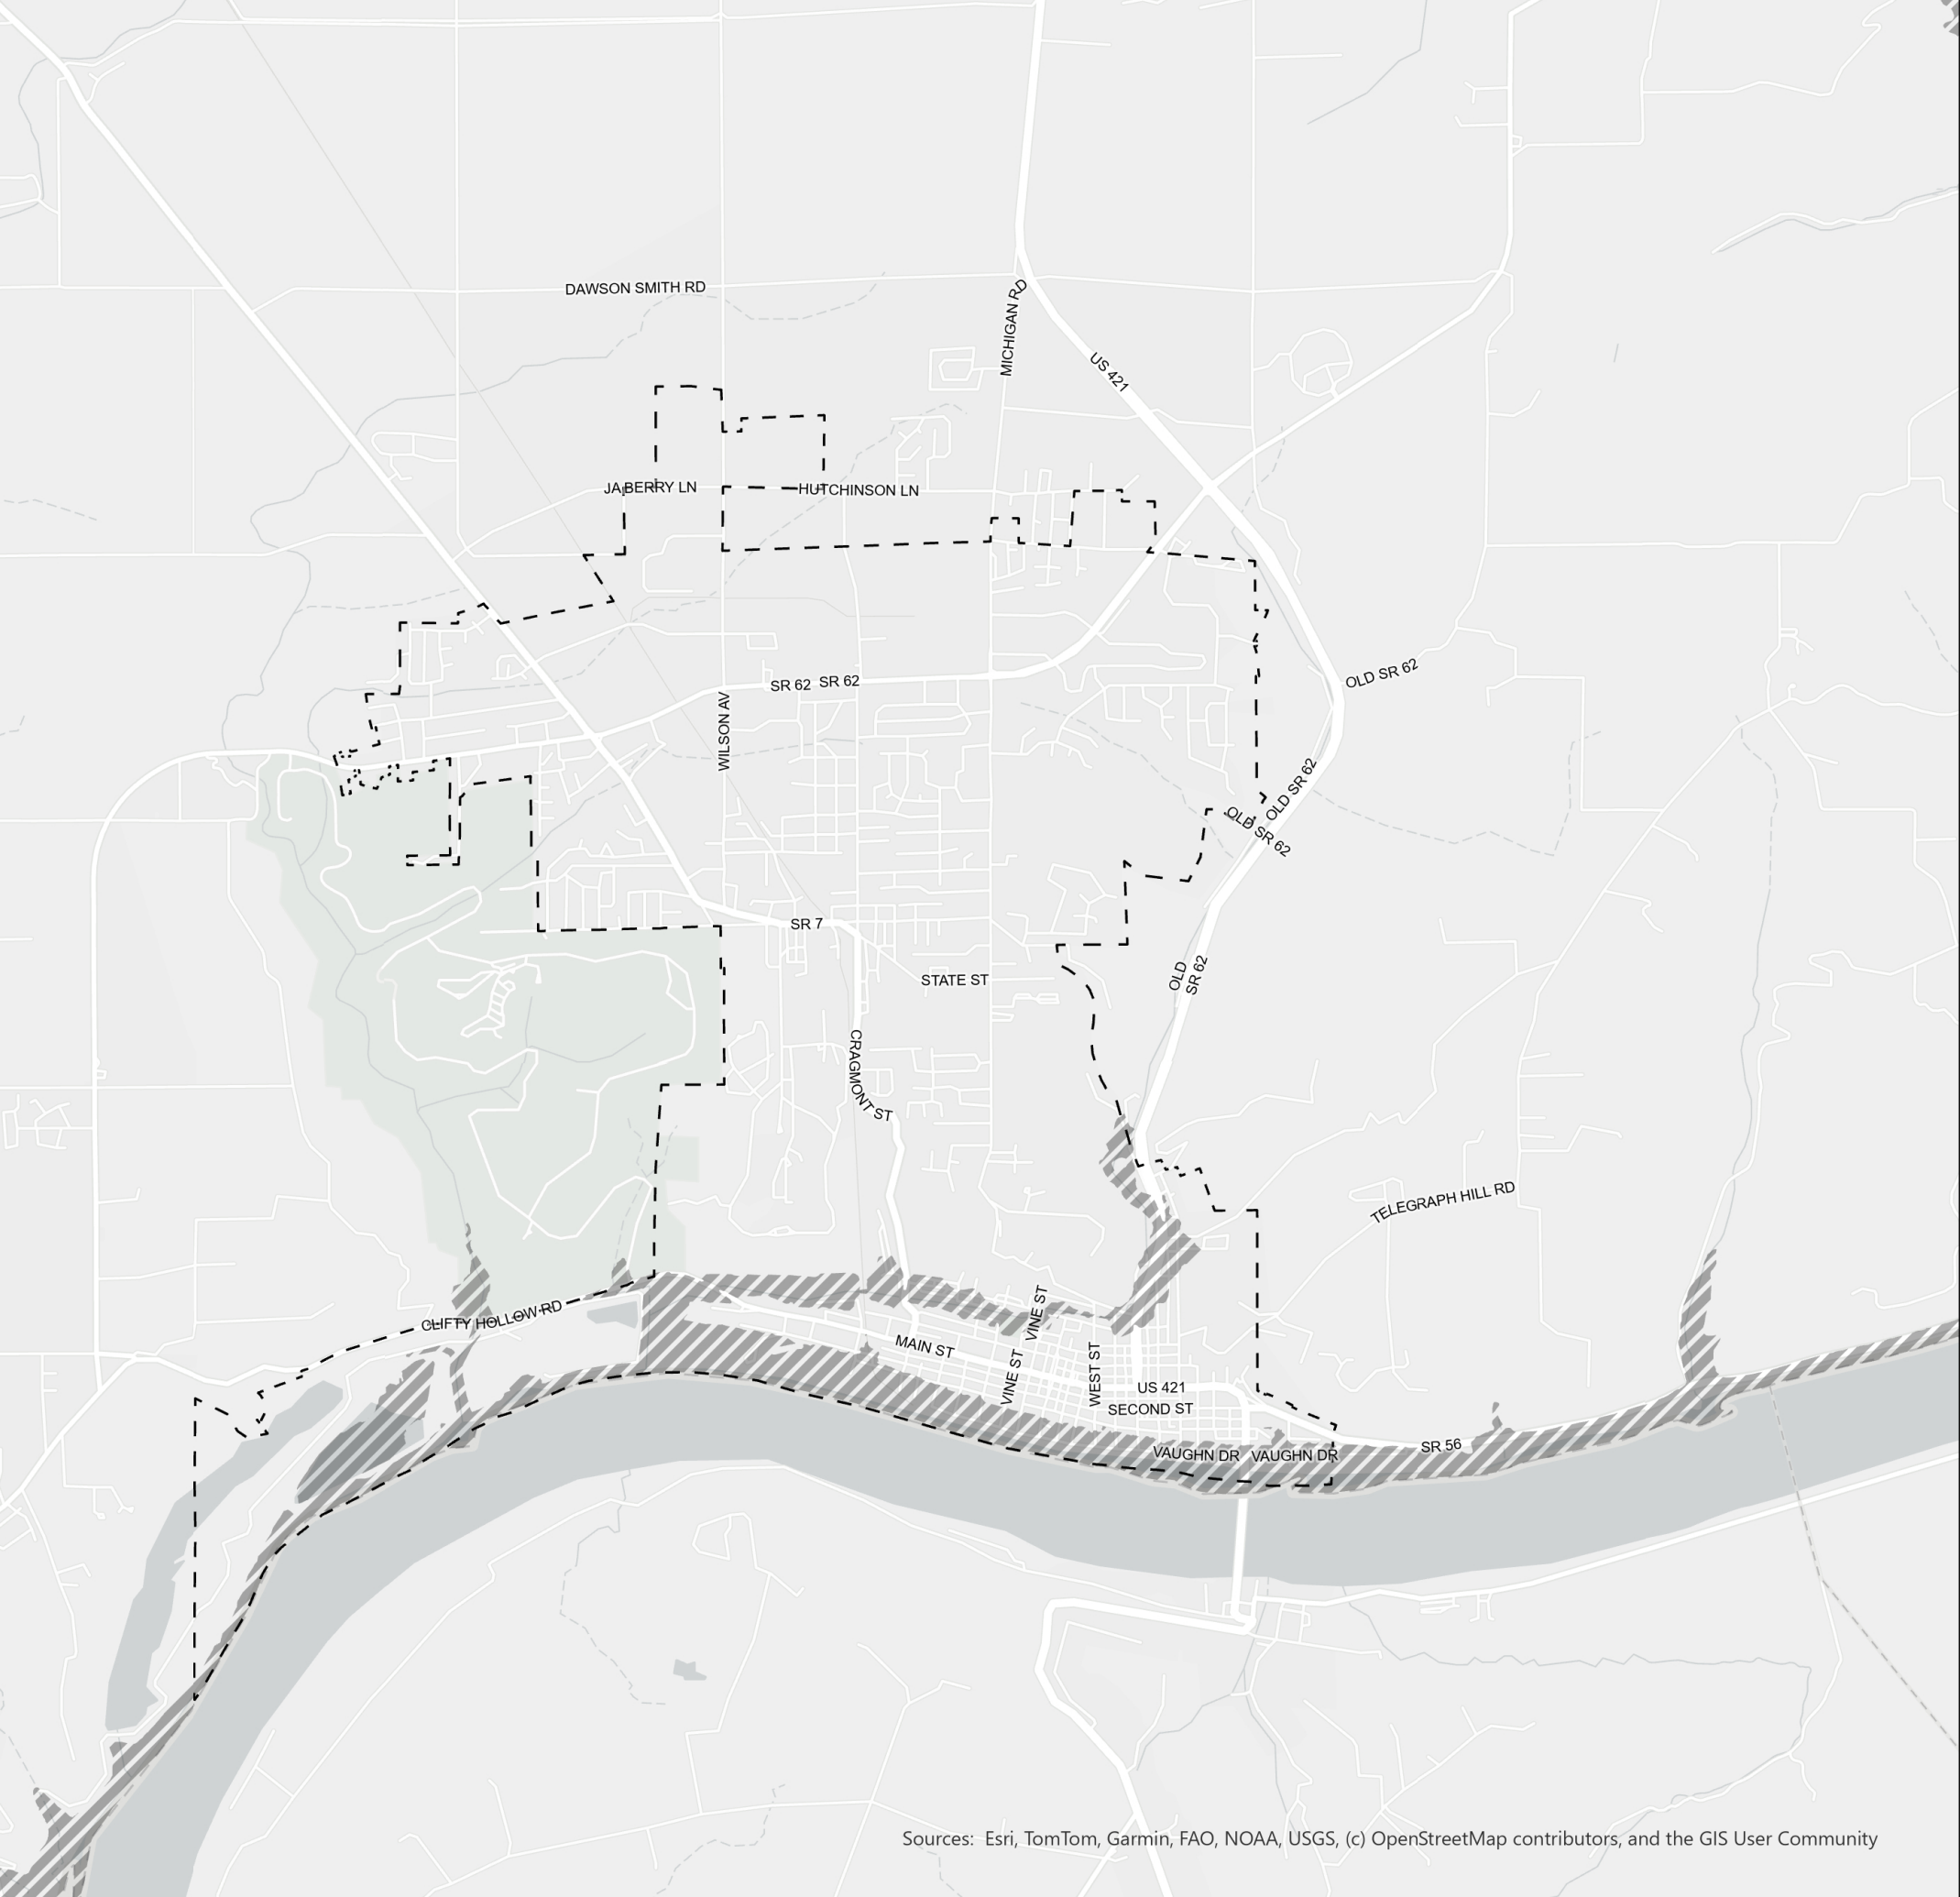 DAWSON SMITH RD
MICHIGAN RD
US 421
JA BERRY LN
HUTCHINSON LN
OLD SR 62
SR 62
SR 62
WILSON AV
OLD SR 62
OLD SR 62
SR 7
STATE ST
OLD
SR 62
CRAGMONT ST
TELEGRAPH HILL RD
CLIFTY HOLLOW RD
VINE ST
MAIN ST
VINE ST
WEST ST
US 421
SECOND ST
VAUGHN DR
VAUGHN DR
SR 56
Sources: Esri, TomTom, Garmin, FAO, NOAA, USGS, (c) OpenStreetMap contributors, and the GIS User Community